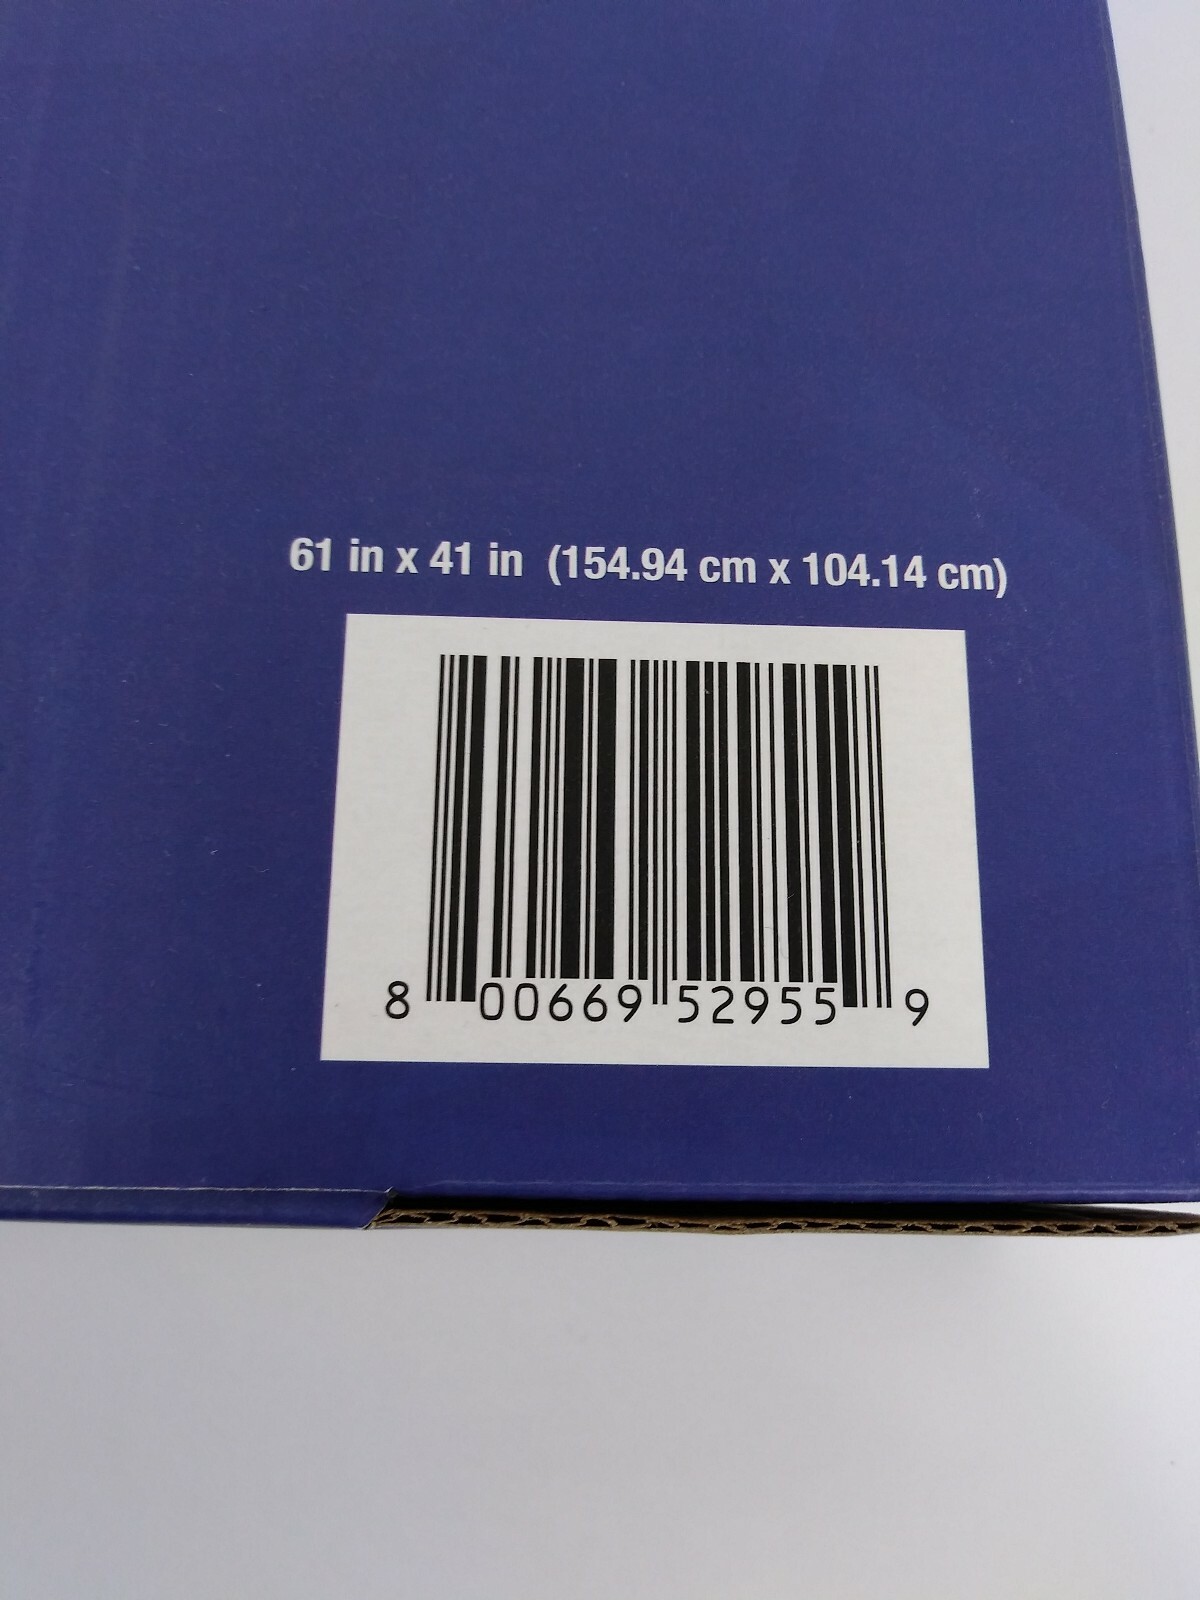 61 in x 41 in (154.94 cm x 104.14 cm)
8 00669 52955 9